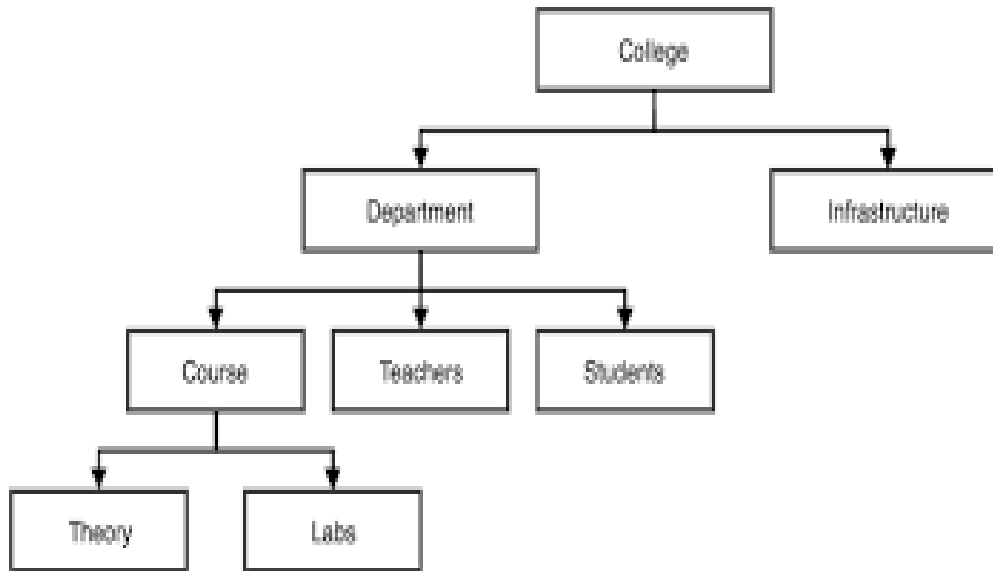 College
Department
Infrastructure
Course
Teachers
Students
Theory
Labs